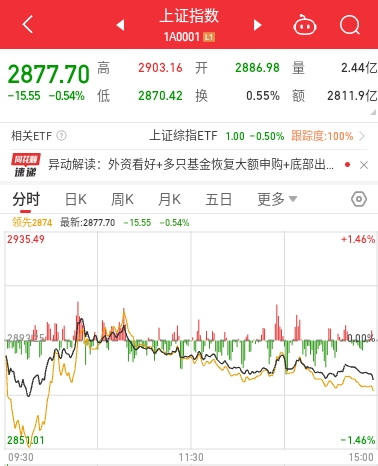 上证指数
1A0001 L1
2877.70 高 2903.16 开 2886.98 量 2.44亿
-15.55 -0.54% 低 2870.42 换 0.55% 额 2811.9亿
相关ETF ? 上证综指ETF 1.00 -0.50% 跟踪度:100%
同花顺
速递
异动解读：外资看好+多只基金恢复大额申购+底部出...
分时 日K 周K 月K 五日 更多
领先2874 最新:2877.70 -15.55 -0.54%
2935.49 +1.46%
0.00%
2851.01 -1.46%
09:30 11:30 15:00